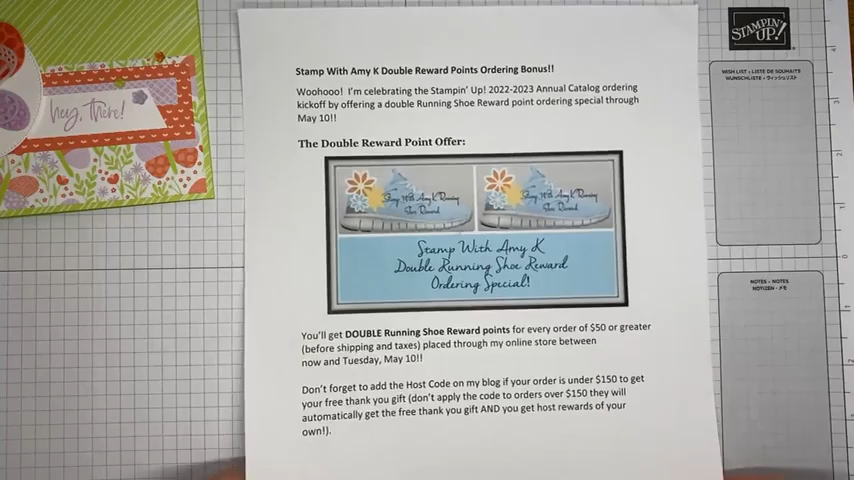 hey, there!
Stamp With Amy K Double Reward Points Ordering Bonus!!
Woohooo! I'm celebrating the Stampin' Up! 2022-2023 Annual Catalog ordering
kickoff by offering a double Running Shoe Reward point ordering special through
May 10!!
The Double Reward Point Offer:
Stamp With Amy K Running
Shoe Reward
Stamp With Amy K Running
Shoe Reward
Stamp With Amy K
Double Running Shoe Reward
Ordering Special!
You'll get DOUBLE Running Shoe Reward points for every order of $50 or greater
(before shipping and taxes) placed through my online store between
now and Tuesday, May 10!!
Don't forget to add the Host Code on my blog if your order is under $150 to get
your free thank you gift (don't apply the code to orders over $150 they will
automatically get the free thank you gift AND you get host rewards of your
own!).
STAMPIN' UP!
WISH LIST • LISTE DE SOUHAITS
WUNSCHLISTE • ウィッシュリスト
NOTES • NOTES
NOTIZEN • メモ